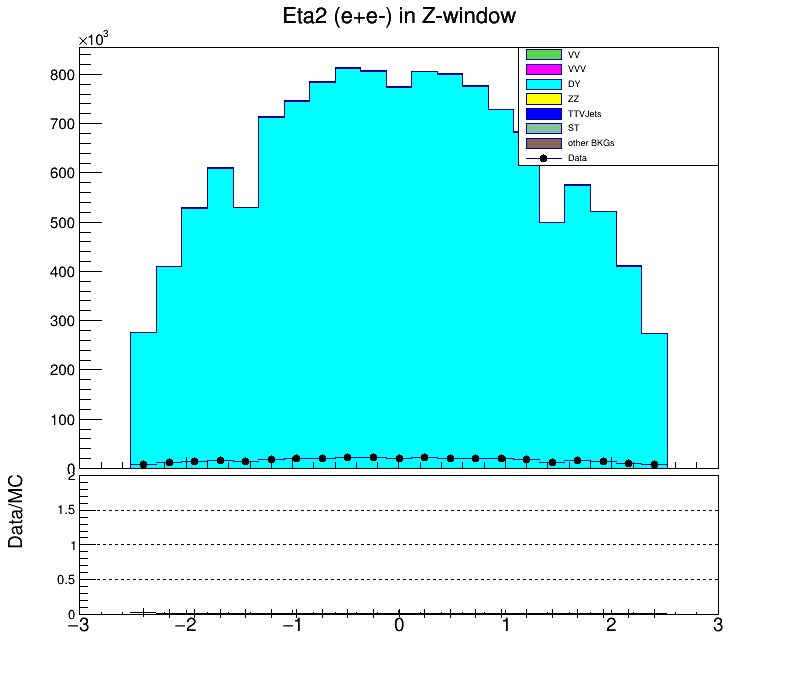 Eta2 (e+e-) in Z-window
×10³
800
700
600
500
400
300
200
100
0
VV
VVV
DY
ZZ
TTVJets
ST
other BKGs
Data
Data/MC
2
1.5
1
0.5
0
−3 −2 −1 0 1 2 3